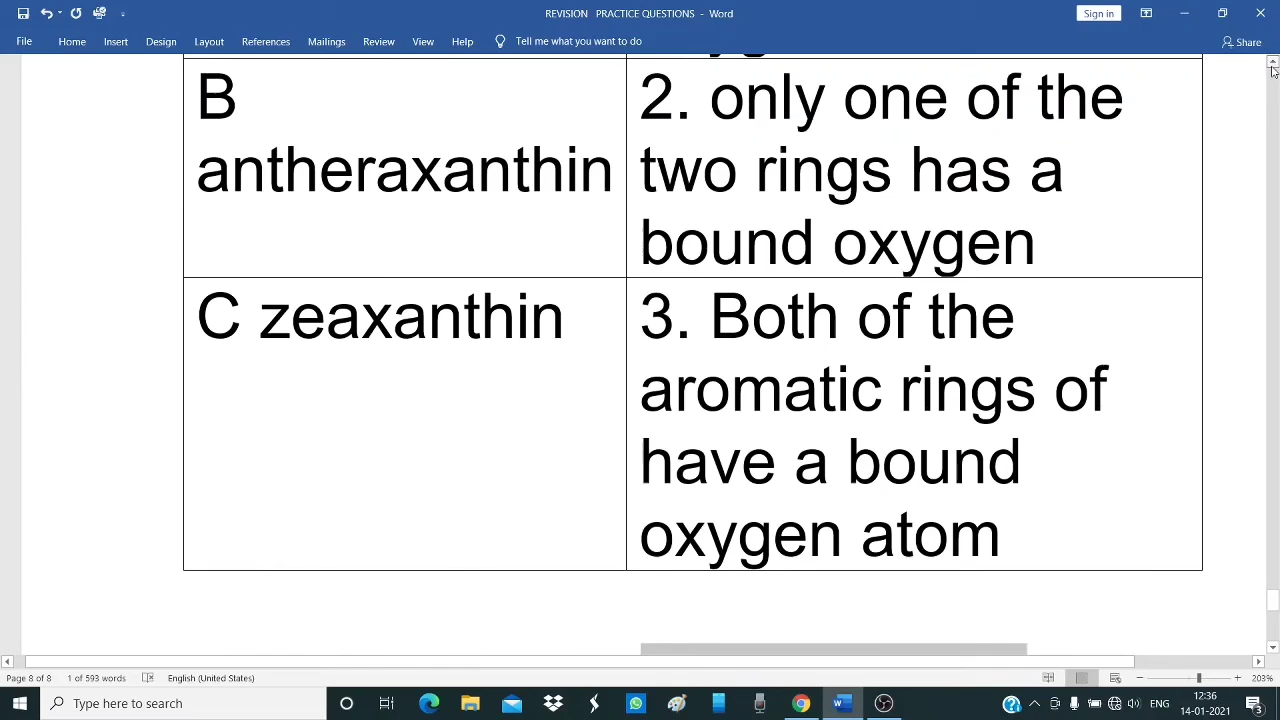 REVISION PRACTICE QUESTIONS - Word
Sign in
File Home Insert Design Layout References Mailings Review View Help Tell me what you want to do
Share
B
antheraxanthin
2. only one of the
two rings has a
bound oxygen
C zeaxanthin
3. Both of the
aromatic rings of
have a bound
oxygen atom
Page 8 of 8 1 of 593 words English (United States)
203%
Type here to search
ENG
12:36
14-01-2021
3